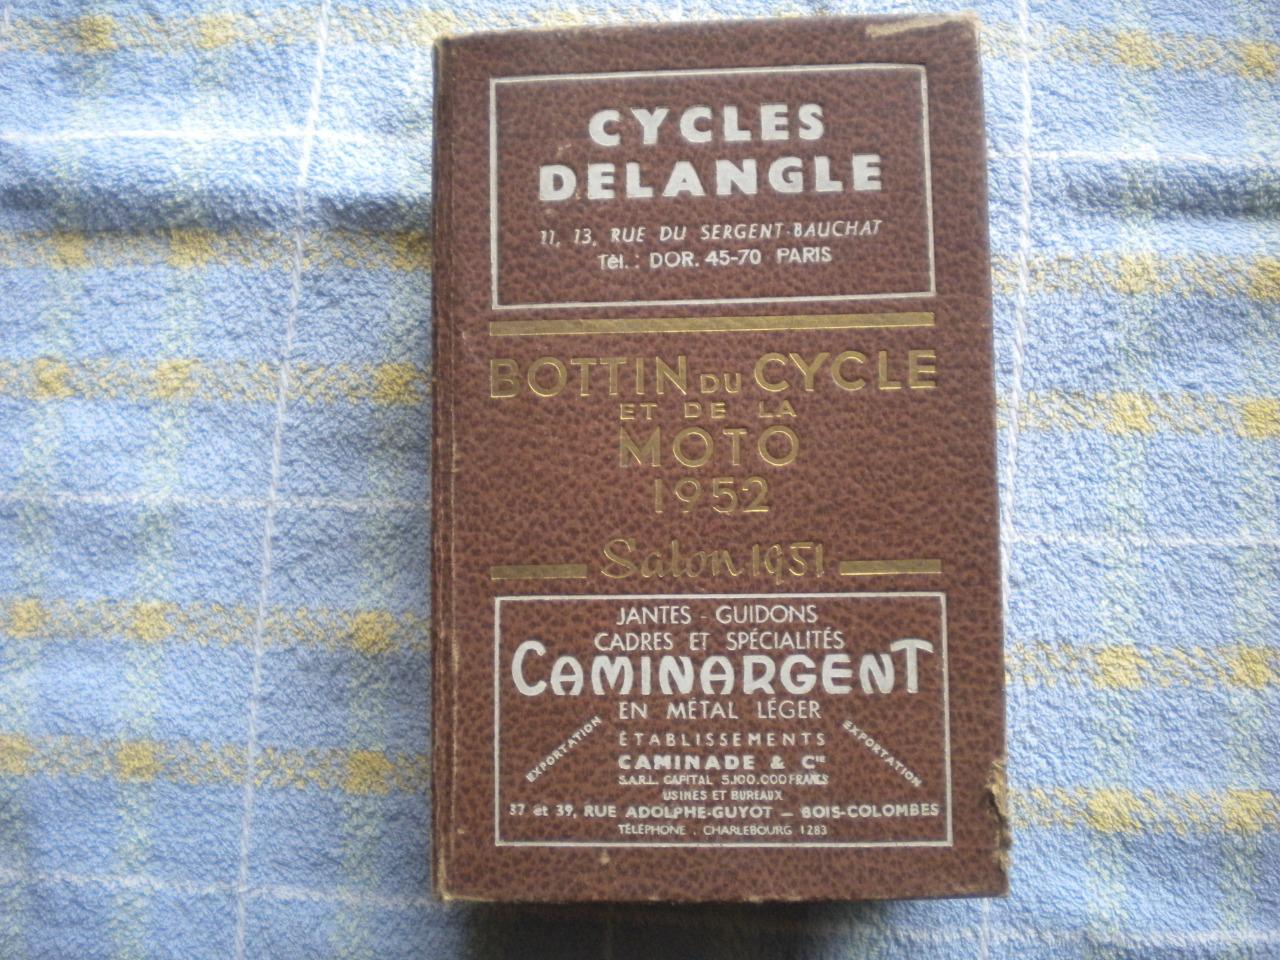 CYCLES
DELANGLE
11, 13, RUE DU SERGENT-BAUCHAT
Tél. : DOR. 45-70 PARIS
BOTTIN DU CYCLE
ET DE LA
MOTO
1952
Salon 1951
JANTES - GUIDONS
CADRES ET SPÉCIALITÉS
CAMINARGENT
EN MÉTAL LÉGER
EXPORTATION
EXPORTATION
ÉTABLISSEMENTS
CAMINADE & Cie
S.A.R.L. CAPITAL 5.100.000 FRANCS
USINES ET BUREAUX
37 et 39, RUE ADOLPHE-GUYOT — BOIS-COLOMBES
TÉLÉPHONE . CHARLEBOURG 1283